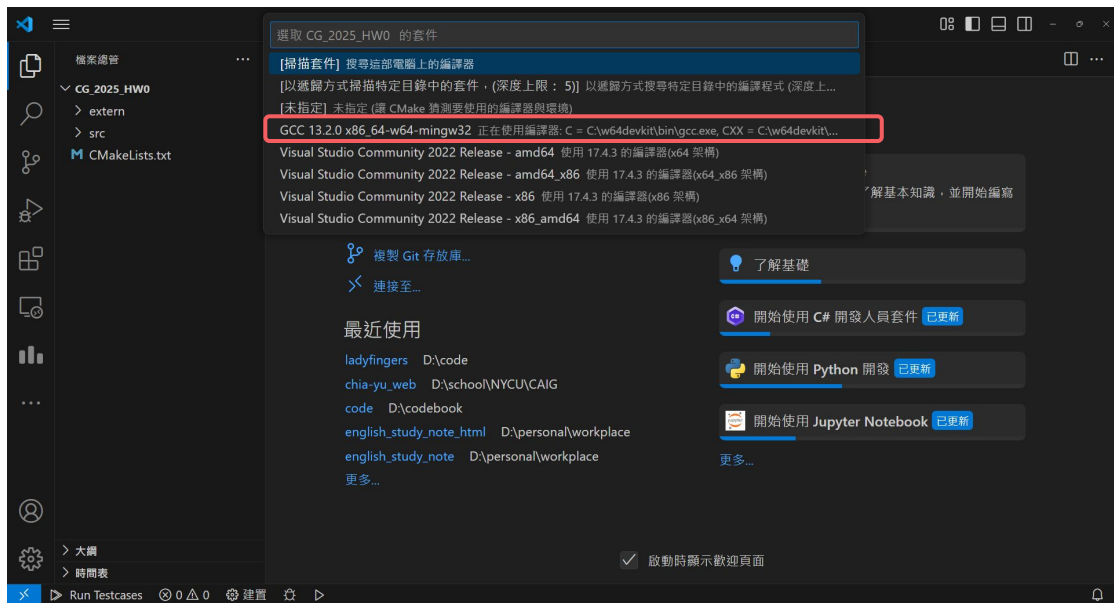 選取 CG_2025_HW0 的套件
檔案總管
CG_2025_HW0
extern
src
CMakeLists.txt
[掃描套件] 搜尋這部電腦上的編譯器
[以遞歸方式掃描特定目錄中的套件，(深度上限： 5)] 以遞歸方式搜尋特定目錄中的編譯程式 (深度上...
[未指定] 未指定 (讓 CMake 猜測要使用的編譯器與環境)
GCC 13.2.0 x86_64-w64-mingw32 正在使用編譯器: C = C:\w64devkit\bin\gcc.exe, CXX = C:\w64devkit\...
Visual Studio Community 2022 Release - amd64 使用 17.4.3 的編譯器(x64 架構)
Visual Studio Community 2022 Release - amd64_x86 使用 17.4.3 的編譯器(x64_x86 架構)
Visual Studio Community 2022 Release - x86 使用 17.4.3 的編譯器(x86 架構)
Visual Studio Community 2022 Release - x86_amd64 使用 17.4.3 的編譯器(x86_x64 架構)
解基本知識，並開始編寫
複製 Git 存放庫...
連接至...
最近使用
ladyfingers D:\code
chia-yu_web D:\school\NYCU\CAIG
code D:\codebook
english_study_note_html D:\personal\workplace
english_study_note D:\personal\workplace
更多...
了解基礎
開始使用 C# 開發人員套件 已更新
開始使用 Python 開發 已更新
開始使用 Jupyter Notebook 已更新
更多...
啟動時顯示歡迎頁面
大綱
時間表
Run Testcases 0 0 建置